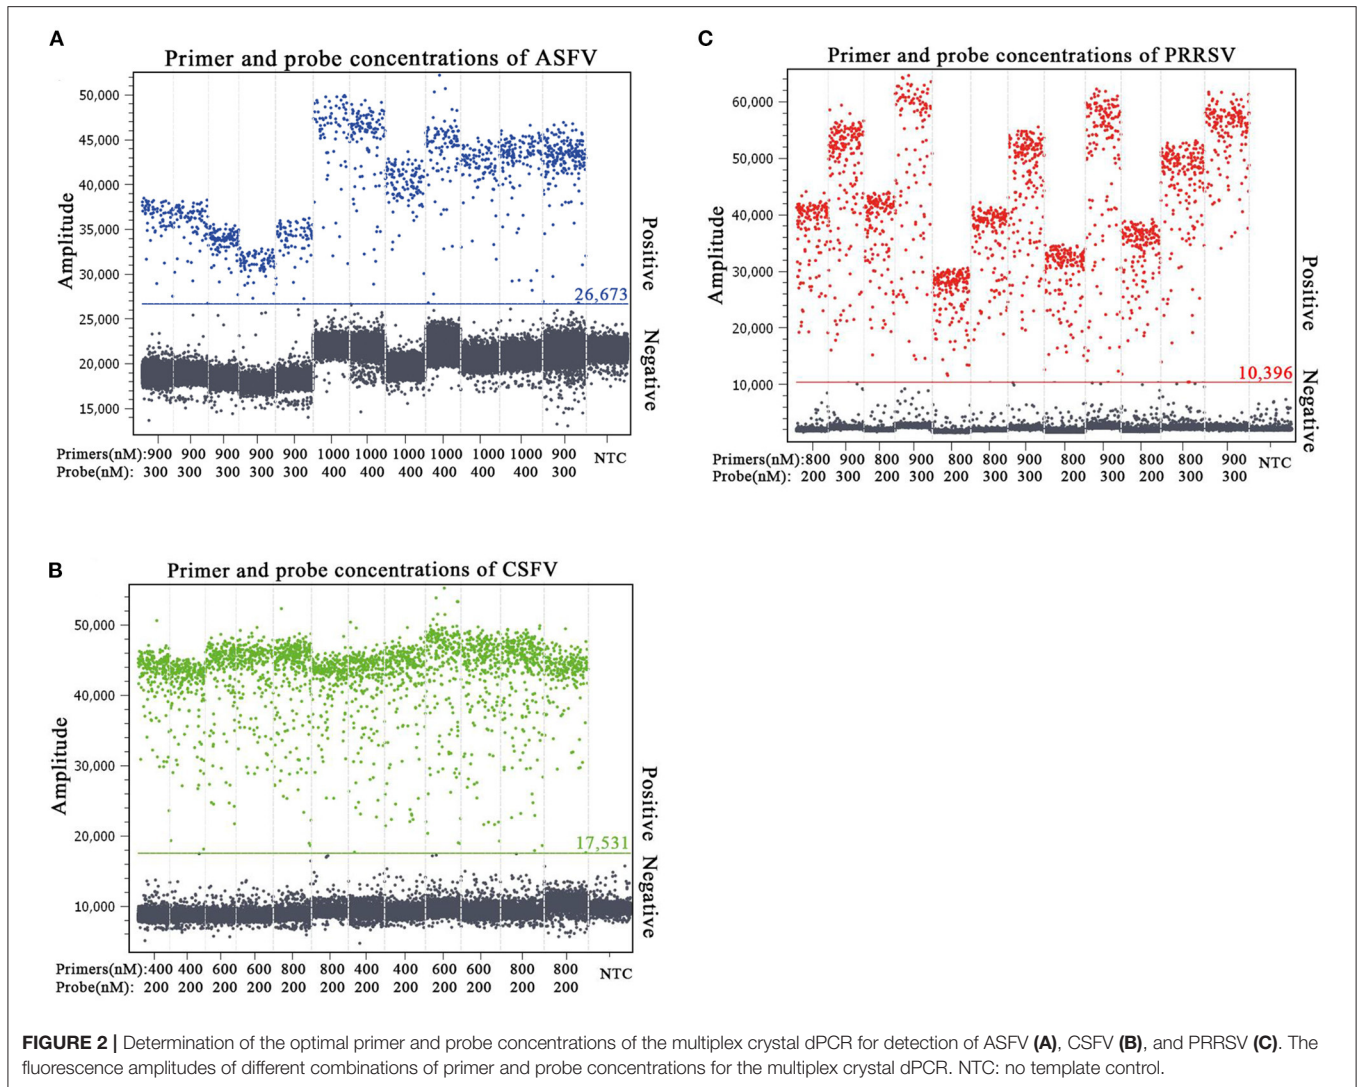 A
Primer and probe concentrations of ASFV
Amplitude
50,000
45,000
40,000
35,000
30,000
25,000
20,000
15,000
26,673
Positive
Negative
Primers(nM):900 900 900 900 900 1000 1000 1000 1000 1000 1000 900 NTC
Probe(nM): 300 300 300 300 300 400 400 400 400 400 400 300
C
Primer and probe concentrations of PRRSV
Amplitude
60,000
50,000
40,000
30,000
20,000
10,000
10,396
Positive
Negative
Primers(nM):800 900 800 900 800 800 900 800 900 800 800 900 NTC
Probe(nM): 200 300 200 300 200 300 300 200 300 200 300 300
B
Primer and probe concentrations of CSFV
Amplitude
50,000
40,000
30,000
20,000
10,000
17,531
Positive
Negative
Primers(nM):400 400 600 600 800 800 400 400 600 600 800 800 NTC
Probe(nM): 200 200 200 200 200 200 200 200 200 200 200 200
FIGURE 2 | Determination of the optimal primer and probe concentrations of the multiplex crystal dPCR for detection of ASFV (A), CSFV (B), and PRRSV (C). The
fluorescence amplitudes of different combinations of primer and probe concentrations for the multiplex crystal dPCR. NTC: no template control.